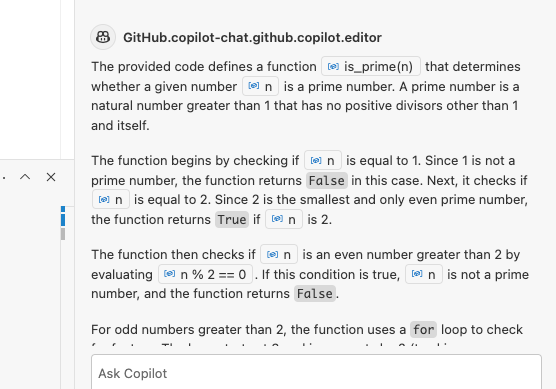 GitHub.copilot-chat.github.copilot.editor
The provided code defines a function is_prime(n) that determines
whether a given number n is a prime number. A prime number is a
natural number greater than 1 that has no positive divisors other than 1
and itself.
The function begins by checking if n is equal to 1. Since 1 is not a
prime number, the function returns False in this case. Next, it checks if
n is equal to 2. Since 2 is the smallest and only even prime number,
the function returns True if n is 2.
The function then checks if n is an even number greater than 2 by
evaluating n % 2 == 0 . If this condition is true, n is not a prime
number, and the function returns False.
For odd numbers greater than 2, the function uses a for loop to check
Ask Copilot